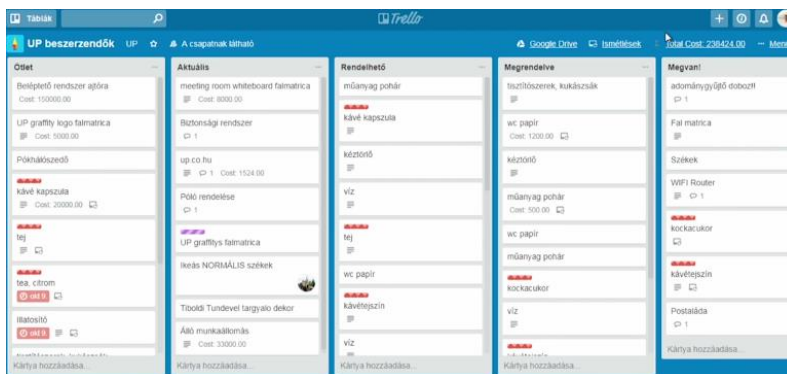 Táblák
Trello
UP beszerzendők
UP
A csapatnak látható
Google Drive
Ismétlések
Total Cost: 238424.00
Menü
Ötlet
Beléptető rendszer ajtóra
Cost: 150000.00
UP graffity logo falmatrica
Cost: 5000.00
Pókhálószedő
kávé kapszula
Cost: 20000.00
tej
tea, citrom
okt 9.
illatosító
okt 9.
Kártya hozzáadása...
Aktuális
meeting room whiteboard falmatrica
Cost: 8000.00
Biztonsági rendszer
1
up.co.hu
1 Cost: 1524.00
Póló rendelése
1
UP graffitys falmatrica
Ikeás NORMÁLIS székek
Tiboldi Tundevel targyalo dekor
Álló munkaállomás
Cost: 33000.00
Kártya hozzáadása...
Rendelhető
műanyag pohár
kávé kapszula
kéztörlő
víz
tej
wc papír
kávétejszín
víz
Kártya hozzáadása...
Megrendelve
tisztítószerek, kukászsák
wc papír
Cost: 1200.00
kéztörlő
műanyag pohár
Cost: 500.00
wc papír
műanyag pohár
kockacukor
víz
Kártya hozzáadása...
Megvan!
adománygyűjtő doboz!!!
1
Fal matrica
Székek
WIFI Router
1
kockacukor
kávétejszín
Postaláda
1
Kártya hozzáadása...